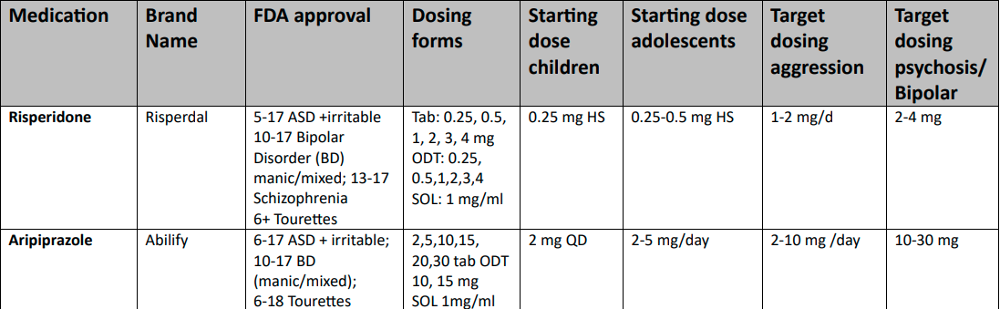 Medication
Brand
Name
FDA approval
Dosing
forms
Starting
dose
children
Starting dose
adolescents
Target
dosing
aggression
Target
dosing
psychosis/
Bipolar
Risperidone
Risperdal
5-17 ASD +irritable
10-17 Bipolar
Disorder (BD)
manic/mixed; 13-17
Schizophrenia
6+ Tourettes
Tab: 0.25, 0.5,
1, 2, 3, 4 mg
ODT: 0.25,
0.5,1,2,3,4
SOL: 1 mg/ml
0.25 mg HS
0.25-0.5 mg HS
1-2 mg/d
2-4 mg
Aripiprazole
Abilify
6-17 ASD + irritable;
10-17 BD
(manic/mixed);
6-18 Tourettes
2,5,10,15,
20,30 tab ODT
10, 15 mg
SOL 1mg/ml
2 mg QD
2-5 mg/day
2-10 mg /day
10-30 mg